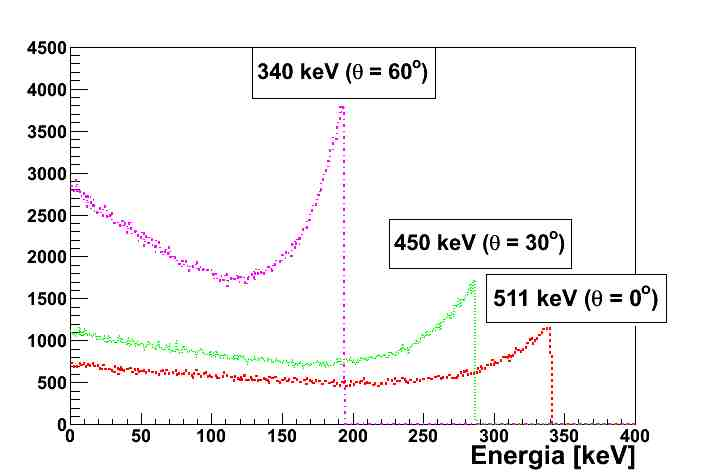 4500
340 keV (θ = 60°)
4000
3500
3000
2500
450 keV (θ = 30°)
2000
511 keV (θ = 0°)
1500
1000
500
0
0 50 100 150 200 250 300 350 400
Energia [keV]